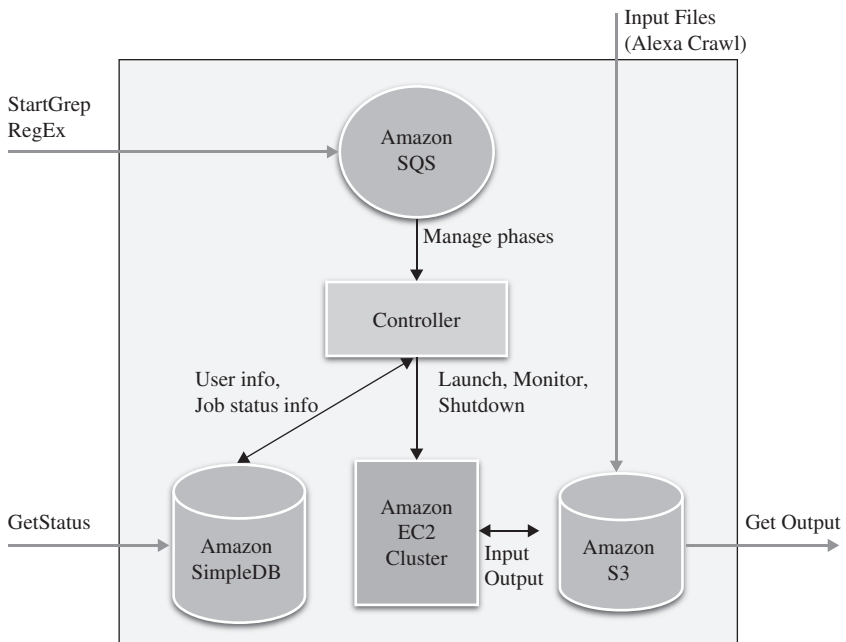 Input Files
(Alexa Crawl)
StartGrep
RegEx
Amazon
SQS
Manage phases
Controller
User info,
Job status info
Launch, Monitor,
Shutdown
GetStatus
Amazon
SimpleDB
Amazon
EC2
Cluster
Input
Output
Amazon
S3
Get Output